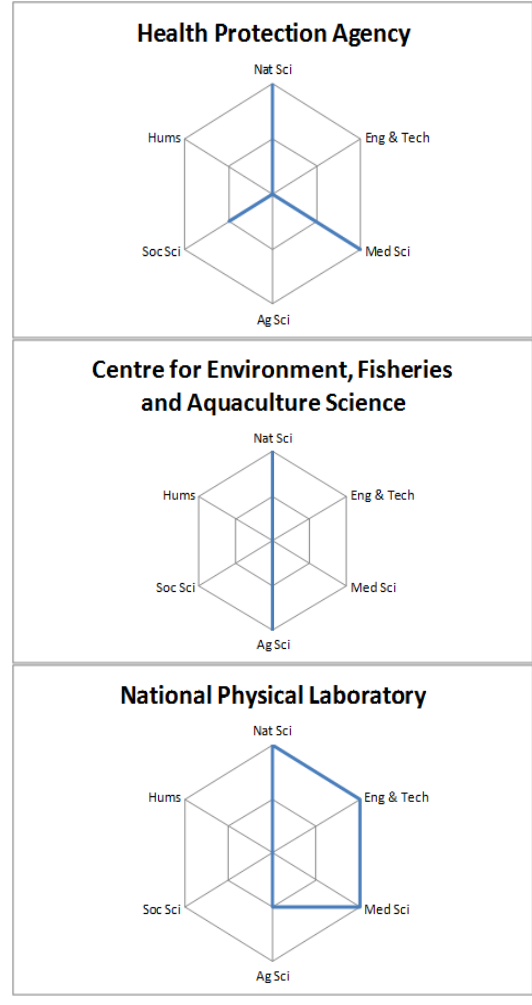 Health Protection Agency
Nat Sci
Hums
Eng & Tech
Soc Sci
Med Sci
Ag Sci
Centre for Environment, Fisheries
and Aquaculture Science
Nat Sci
Hums
Eng & Tech
Soc Sci
Med Sci
Ag Sci
National Physical Laboratory
Nat Sci
Hums
Eng & Tech
Soc Sci
Med Sci
Ag Sci